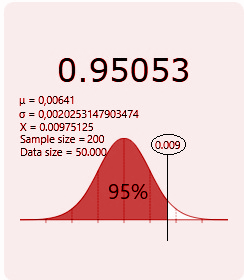 0.95053
μ = 0,00641
σ = 0,0020253147903474
X = 0.00975125
Sample size = 200
Data size = 50.000
0.009
95%